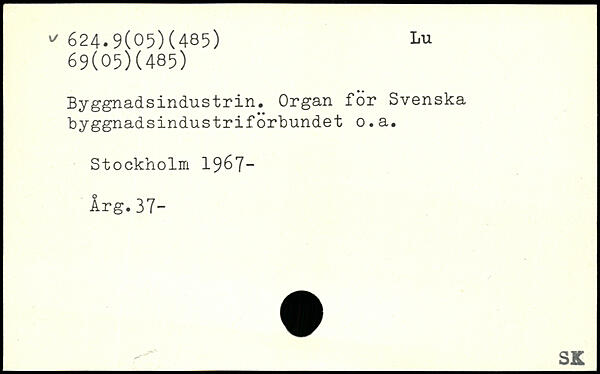 ✓ 624.9(05)(485) Lu
69(05)(485)
Byggnadsindustrin. Organ för Svenska
byggnadsindustriförbundet o.a.
Stockholm 1967-
Årg.37-
SK